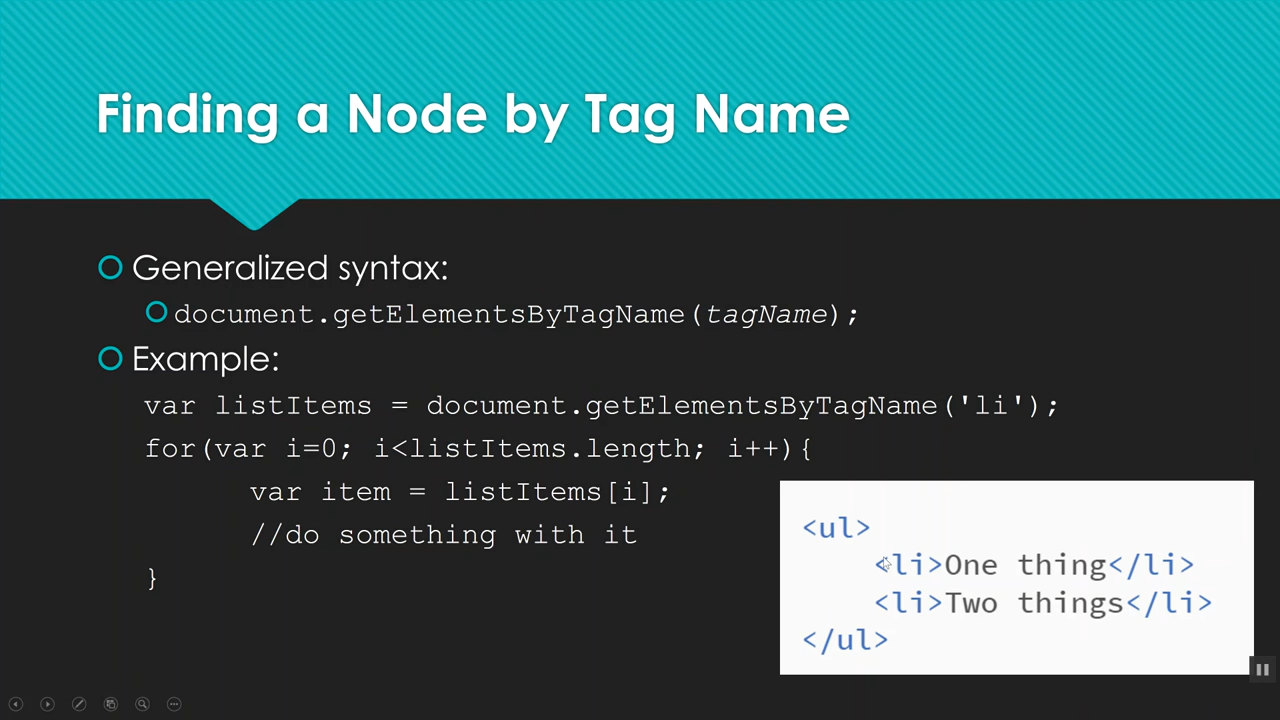 Finding a Node by Tag Name
Generalized syntax:
document.getElementsByTagName(tagName);
Example:
var listItems = document.getElementsByTagName('li');
for(var i=0; i<listItems.length; i++){
var item = listItems[i];
//do something with it
}
<ul>
<li>One thing</li>
<li>Two things</li>
</ul>